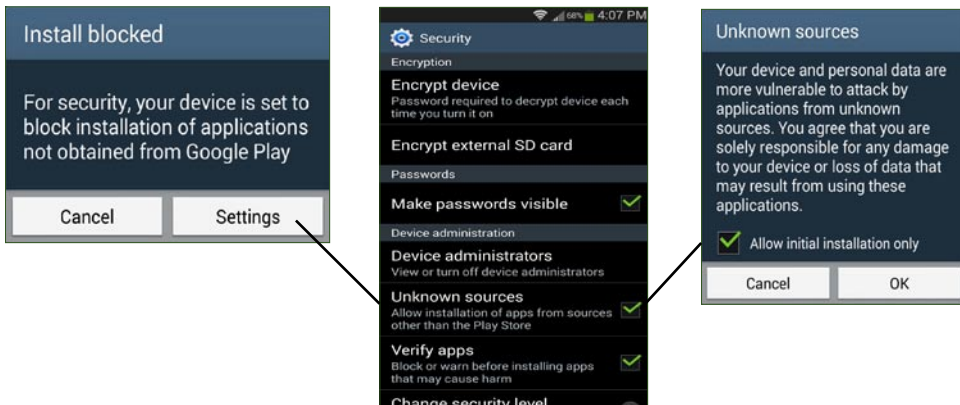 Install blocked
For security, your device is set to
block installation of applications
not obtained from Google Play
Cancel
Settings
68% 4:07 PM
Security
Encryption
Encrypt device
Password required to decrypt device each
time you turn it on
Encrypt external SD card
Passwords
Make passwords visible
Device administration
Device administrators
View or turn off device administrators
Unknown sources
Allow installation of apps from sources
other than the Play Store
Verify apps
Block or warn before installing apps
that may cause harm
Change security level
Unknown sources
Your device and personal data are
more vulnerable to attack by
applications from unknown
sources. You agree that you are
solely responsible for any damage
to your device or loss of data that
may result from using these
applications.
Allow initial installation only
Cancel
OK